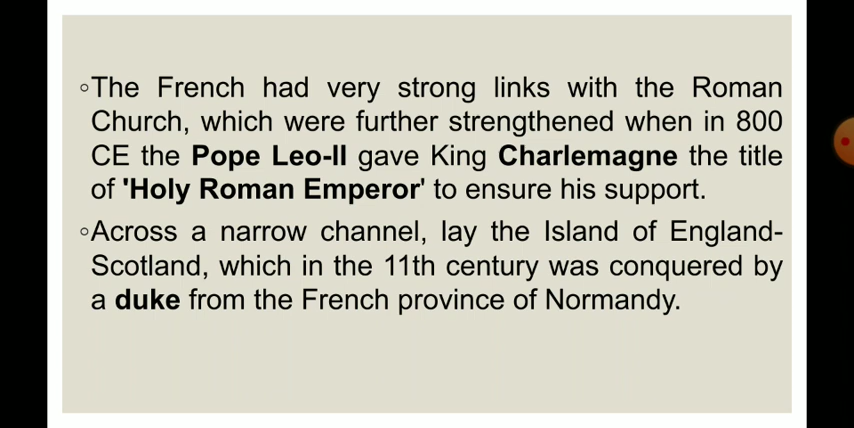 ◦The French had very strong links with the Roman
Church, which were further strengthened when in 800
CE the Pope Leo-II gave King Charlemagne the title
of 'Holy Roman Emperor' to ensure his support.
◦Across a narrow channel, lay the Island of England-
Scotland, which in the 11th century was conquered by
a duke from the French province of Normandy.